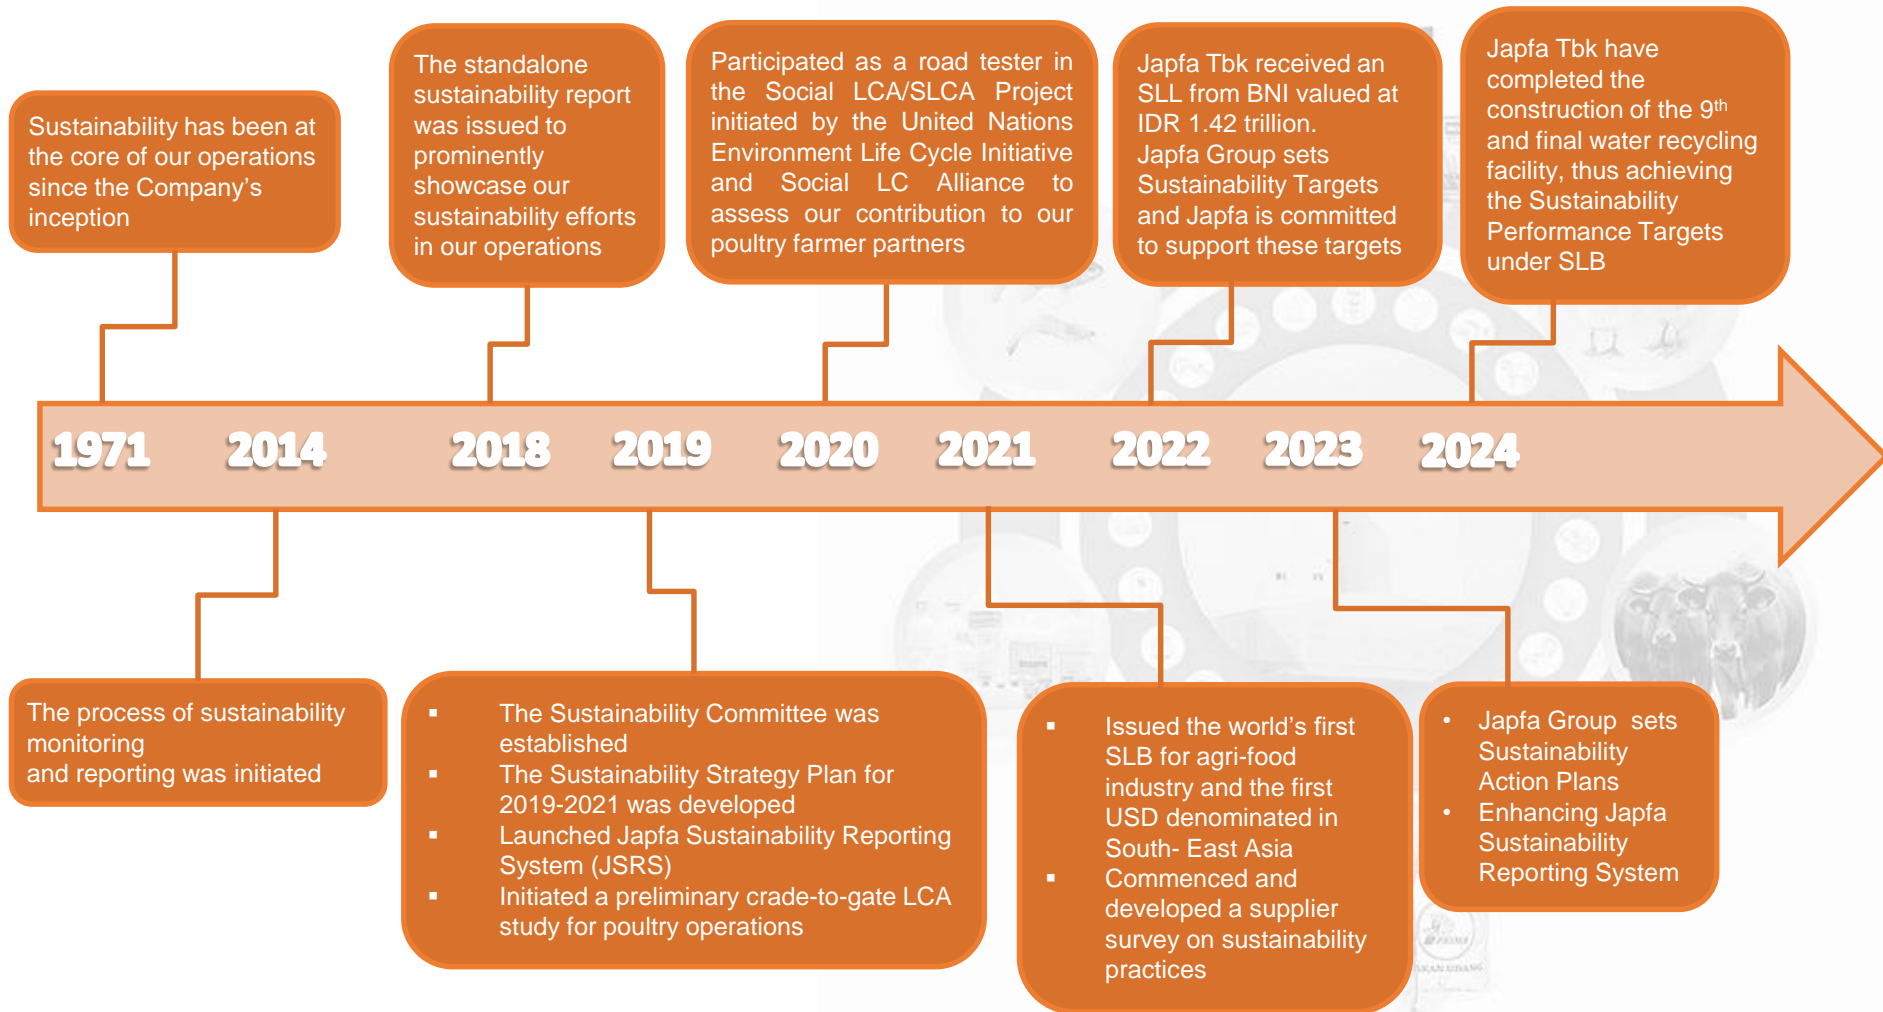 Sustainability has been at
the core of our operations
since the Company's
inception
The standalone
sustainability report
was issued to
prominently
showcase our
sustainability efforts
in our operations
Participated as a road tester in
the Social LCA/SLCA Project
initiated by the United Nations
Environment Life Cycle Initiative
and Social LC Alliance to
assess our contribution to our
poultry farmer partners
Japfa Tbk received an
SLL from BNI valued at
IDR 1.42 trillion.
Japfa Group sets
Sustainability Targets
and Japfa is committed
to support these targets
Japfa Tbk have
completed the
construction of the 9th
and final water recycling
facility, thus achieving
the Sustainability
Performance Targets
under SLB
1971 2014 2018 2019 2020 2021 2022 2023 2024
The process of sustainability
monitoring
and reporting was initiated
▪ The Sustainability Committee was
established
▪ The Sustainability Strategy Plan for
2019-2021 was developed
▪ Launched Japfa Sustainability Reporting
System (JSRS)
▪ Initiated a preliminary crade-to-gate LCA
study for poultry operations
▪ Issued the world's first
SLB for agri-food
industry and the first
USD denominated in
South- East Asia
▪ Commenced and
developed a supplier
survey on sustainability
practices
• Japfa Group sets
Sustainability
Action Plans
• Enhancing Japfa
Sustainability
Reporting System